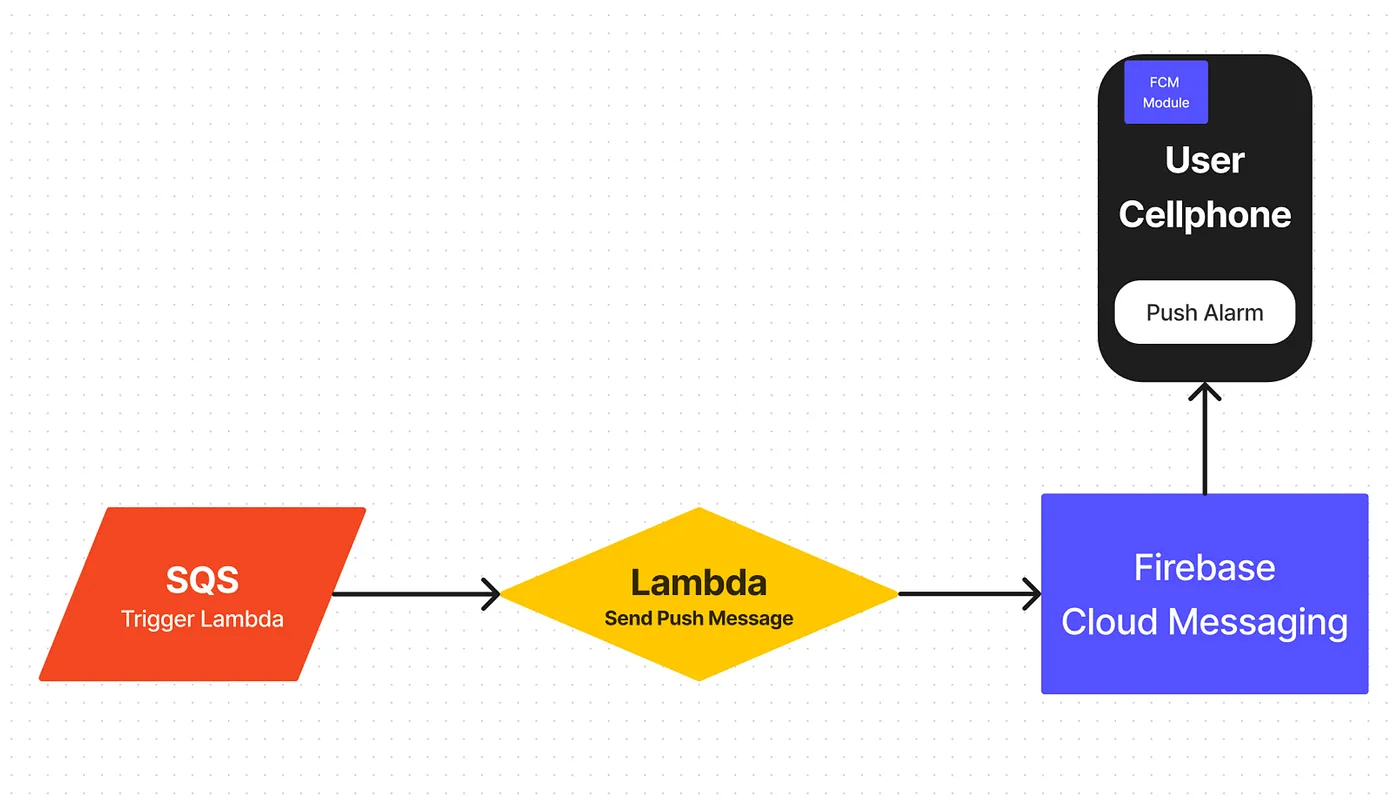 FCM
Module
User
Cellphone
Push Alarm
SQS
Trigger Lambda
Lambda
Send Push Message
Firebase
Cloud Messaging